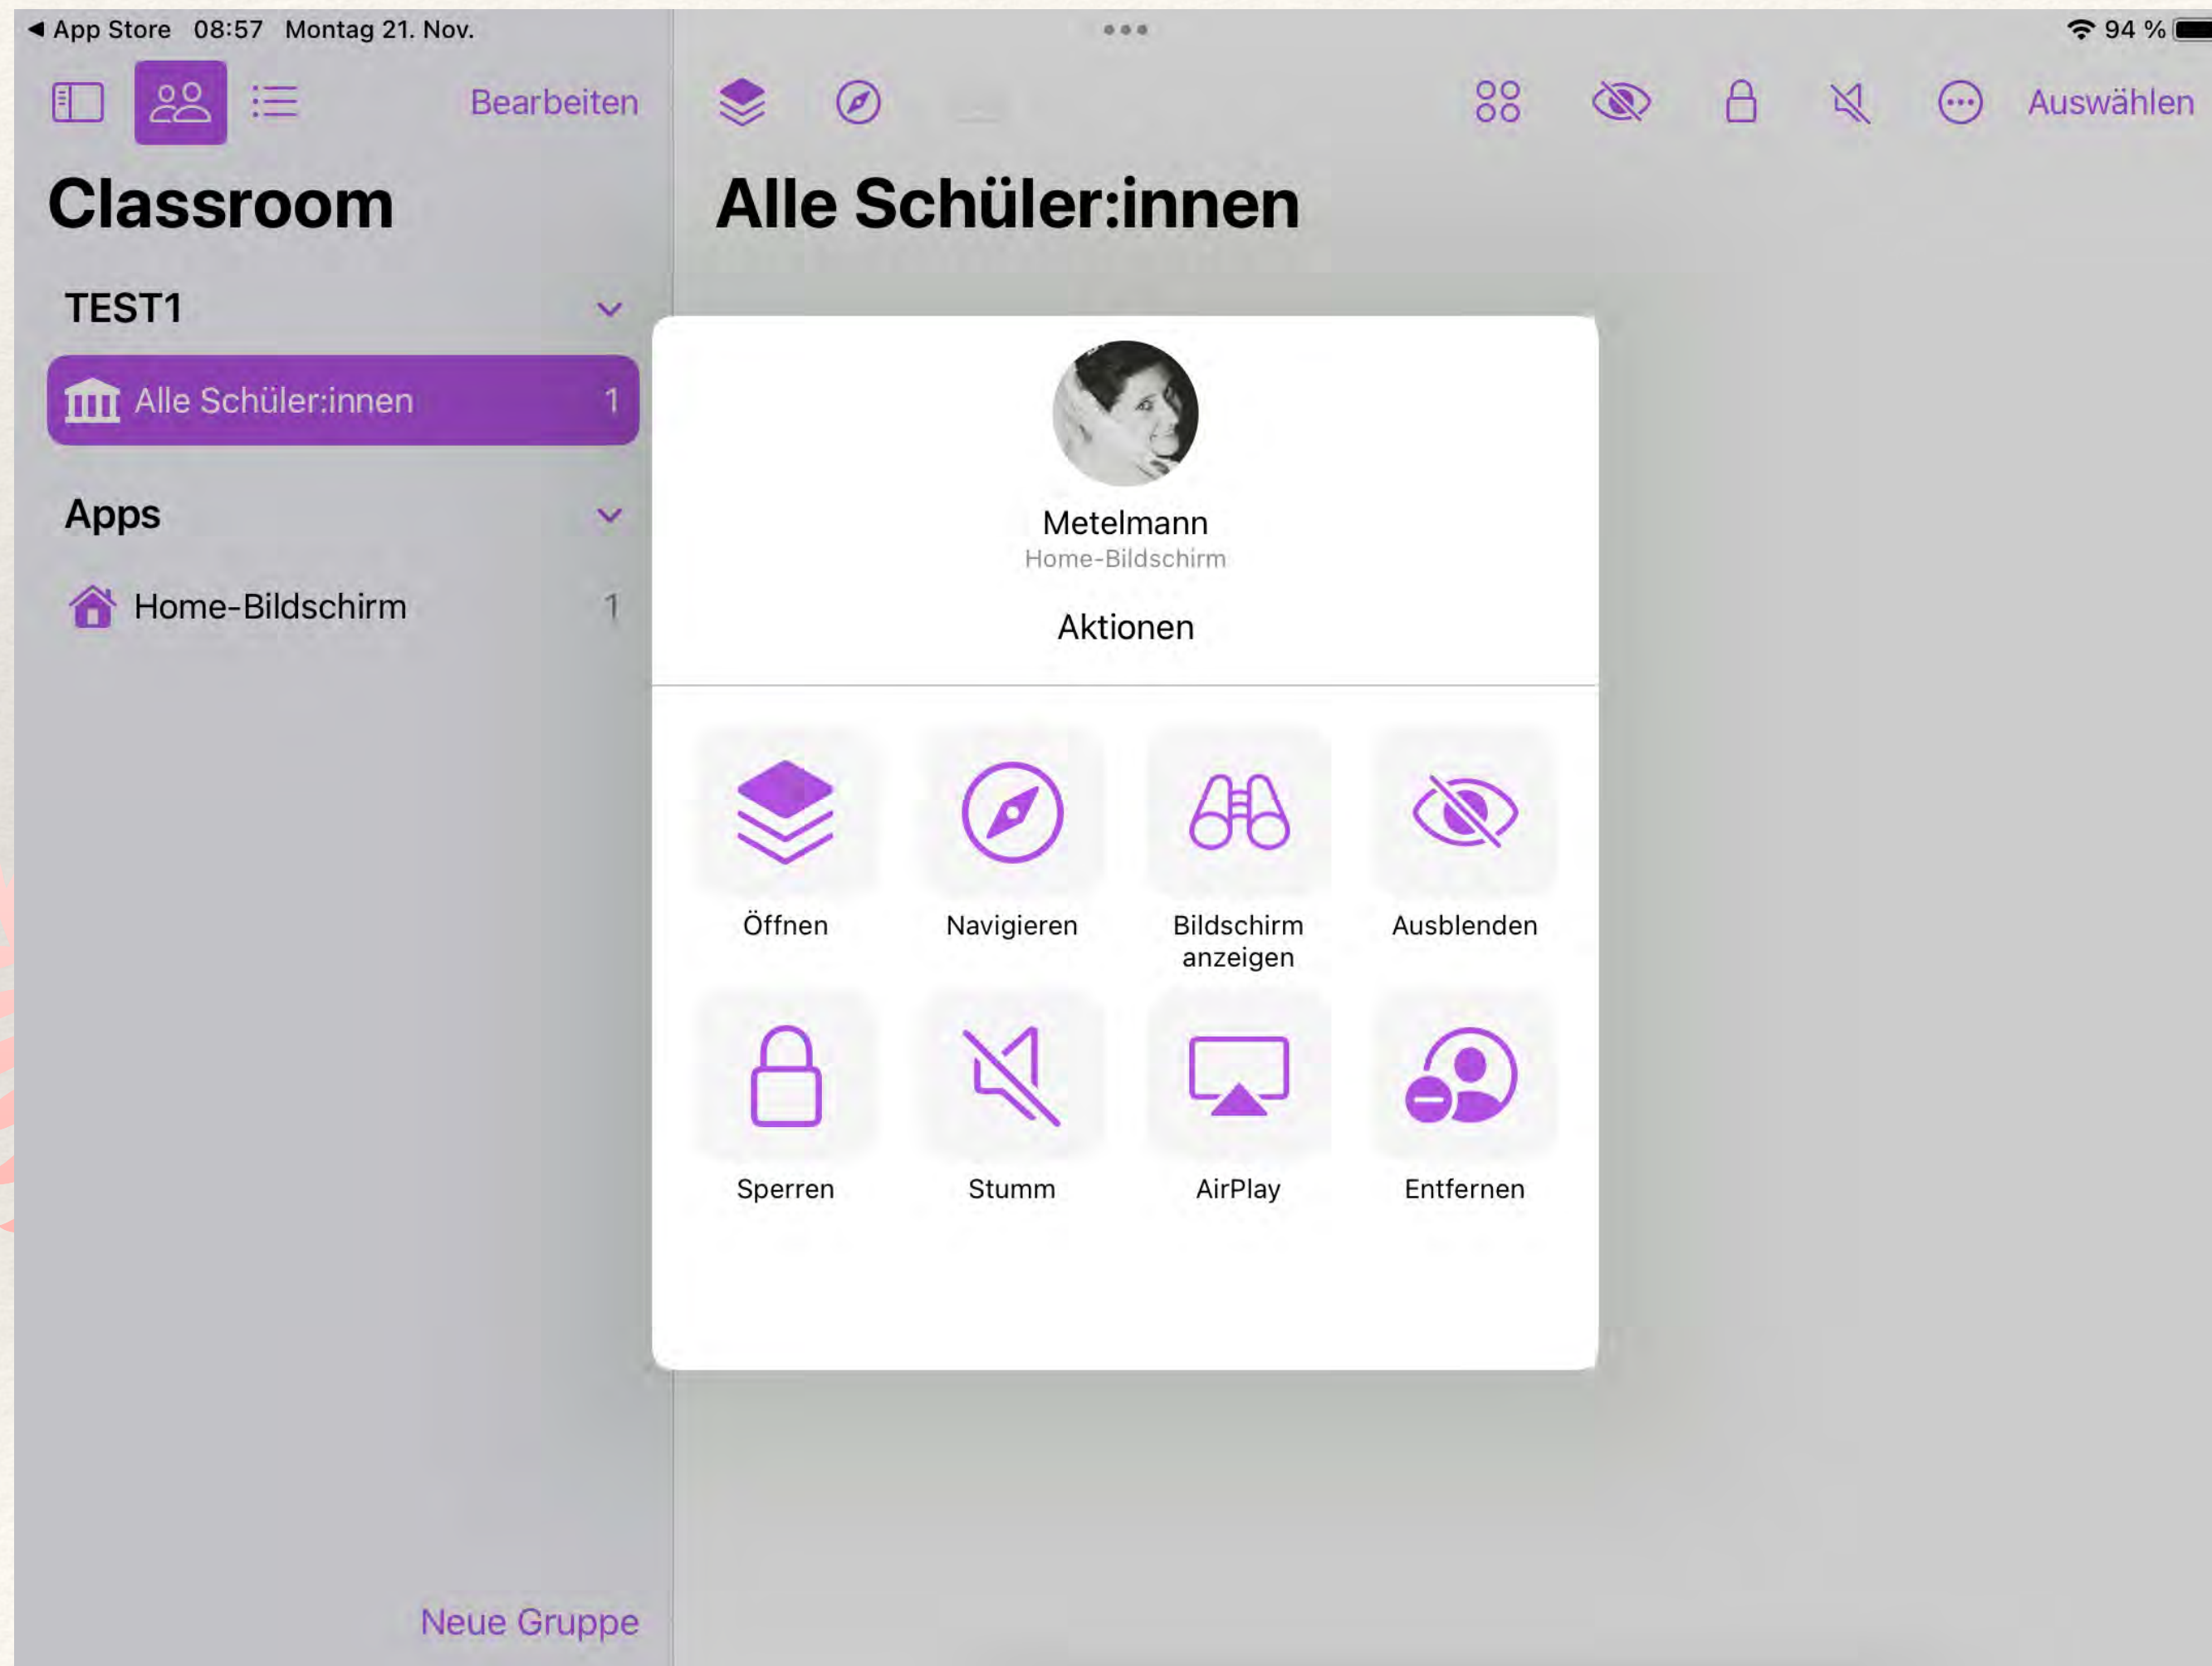 ◀ App Store 08:57 Montag 21. Nov.
94 %
Bearbeiten
Auswählen
Classroom
Alle Schüler:innen
TEST1
Alle Schüler:innen 1
Apps
Home-Bildschirm 1
Metelmann
Home-Bildschirm
Aktionen
Öffnen
Navigieren
Bildschirm
anzeigen
Ausblenden
Sperren
Stumm
AirPlay
Entfernen
Neue Gruppe